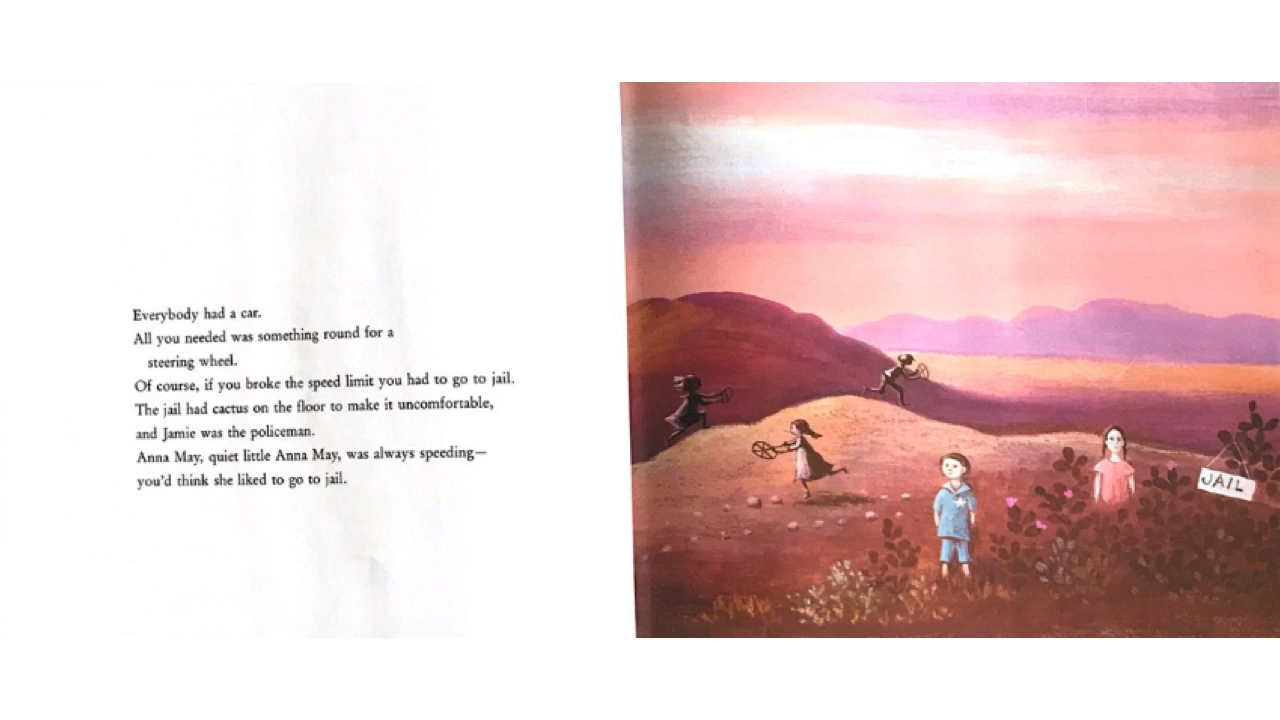 Everybody had a car.
All you needed was something round for a
steering wheel.
Of course, if you broke the speed limit you had to go to jail.
The jail had cactus on the floor to make it uncomfortable,
and Jamie was the policeman.
Anna May, quiet little Anna May, was always speeding—
you'd think she liked to go to jail.
JAIL